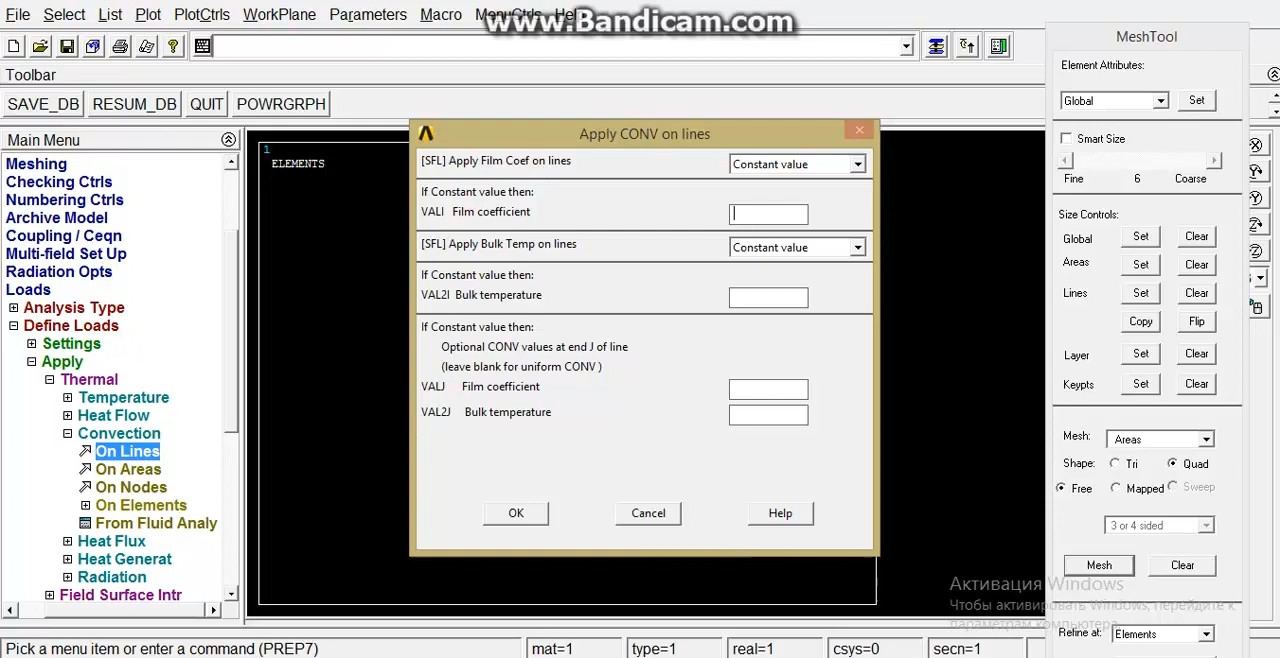 File Select List Plot PlotCtrls WorkPlane Parameters Macro MenuCtrls Help
www.Bandicam.com
Toolbar
SAVE_DB RESUM_DB QUIT POWRGRPH
Main Menu
Meshing
Checking Ctrls
Numbering Ctrls
Archive Model
Coupling / Ceqn
Multi-field Set Up
Radiation Opts
Loads
Analysis Type
Define Loads
Settings
Apply
Thermal
Temperature
Heat Flow
Convection
On Lines
On Areas
On Nodes
On Elements
From Fluid Analy
Heat Flux
Heat Generat
Radiation
Field Surface Intr
1
ELEMENTS
Apply CONV on lines
[SFL] Apply Film Coef on lines Constant value
If Constant value then:
VALI Film coefficient
[SFL] Apply Bulk Temp on lines Constant value
If Constant value then:
VAL2I Bulk temperature
If Constant value then:
Optional CONV values at end J of line
(leave blank for uniform CONV )
VALJ Film coefficient
VAL2J Bulk temperature
OK Cancel Help
MeshTool
Element Attributes:
Global Set
Smart Size
Fine 6 Coarse
Size Controls:
Global Set Clear
Areas Set Clear
Lines Set Clear
Copy Flip
Layer Set Clear
Keypts Set Clear
Mesh: Areas
Shape: Tri Quad
Free Mapped Sweep
3 or 4 sided
Mesh Clear
Активация Windows
Чтобы активировать Windows, перейдите к
параметрам компьютера.
Refine at: Elements
Pick a menu item or enter a command (PREP7) mat=1 type=1 real=1 csys=0 secn=1